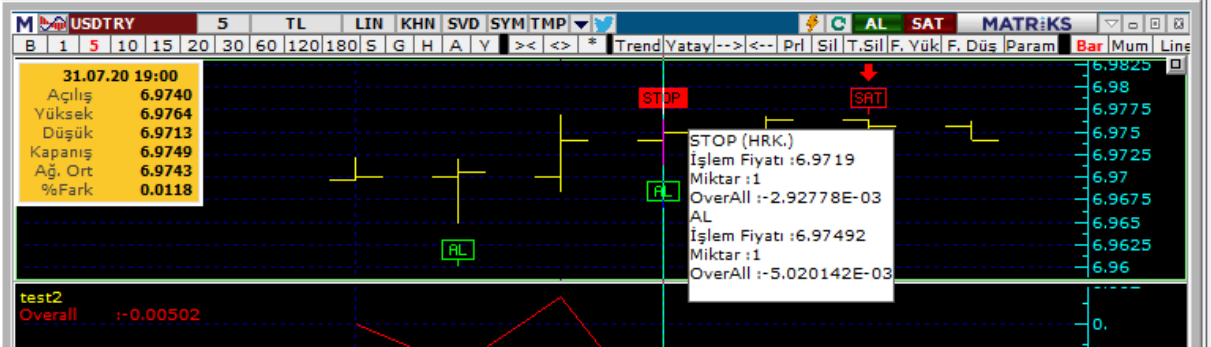 M USDTRY 5 TL LIN KHN SVD SYM TMP C AL SAT MATRiKS
B 1 5 10 15 20 30 60 120 180 S G H A Y >< <> * Trend Yatay --> <-- Prl Sil T.Sil F. Yük F. Düş Param Bar Mum Line
31.07.20 19:00
Açılış 6.9740
Yüksek 6.9764
Düşük 6.9713
Kapanış 6.9749
Ağ. Ort 6.9743
%Fark 0.0118
STOP
SAT
AL
AL
STOP (HRK.)
İşlem Fiyatı :6.9719
Miktar :1
OverAll :-2.92778E-03
AL
İşlem Fiyatı :6.97492
Miktar :1
OverAll :-5.020142E-03
6.9825
6.98
6.9775
6.975
6.9725
6.97
6.9675
6.965
6.9625
6.96
test2
Overall :-0.00502
0.